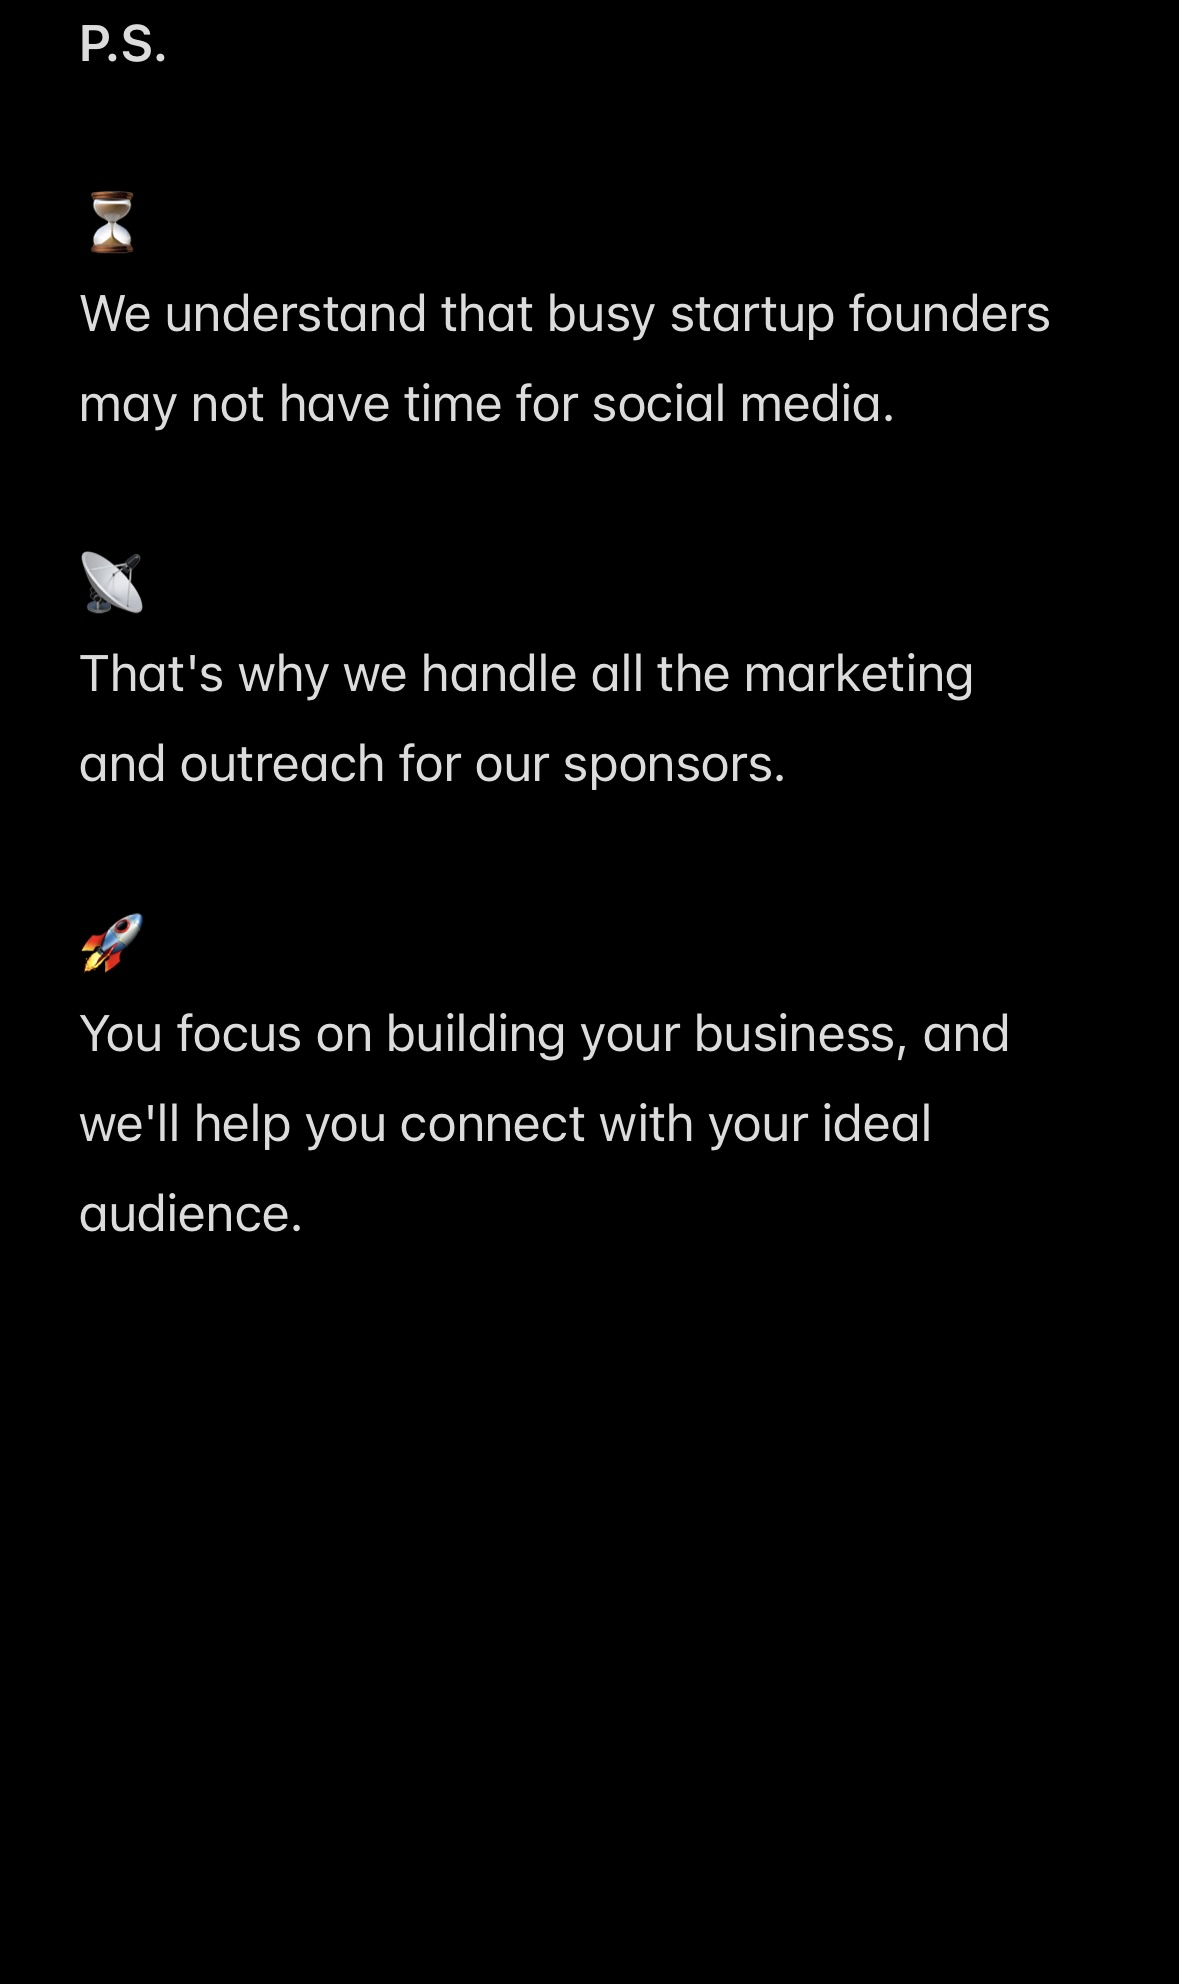 P.S.
⏳
We understand that busy startup founders
may not have time for social media.
📡
That's why we handle all the marketing
and outreach for our sponsors.
🚀
You focus on building your business, and
we'll help you connect with your ideal
audience.